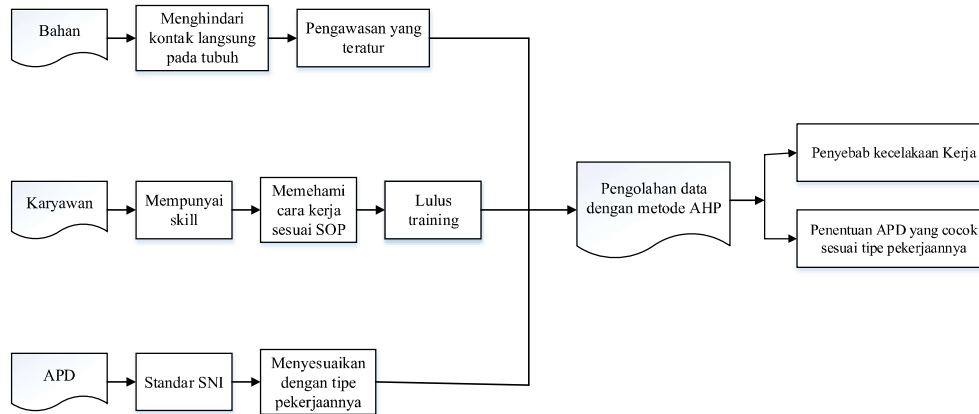 Bahan
Menghindari
kontak langsung
pada tubuh
Pengawasan yang
teratur
Karyawan
Mempunyai
skill
Memehami
cara kerja
sesuai SOP
Lulus
training
Pengolahan data
dengan metode AHP
Penyebab kecelakaan Kerja
Penentuan APD yang cocok
sesuai tipe pekerjaannya
APD
Standar SNI
Menyesuaikan
dengan tipe
pekerjaannya